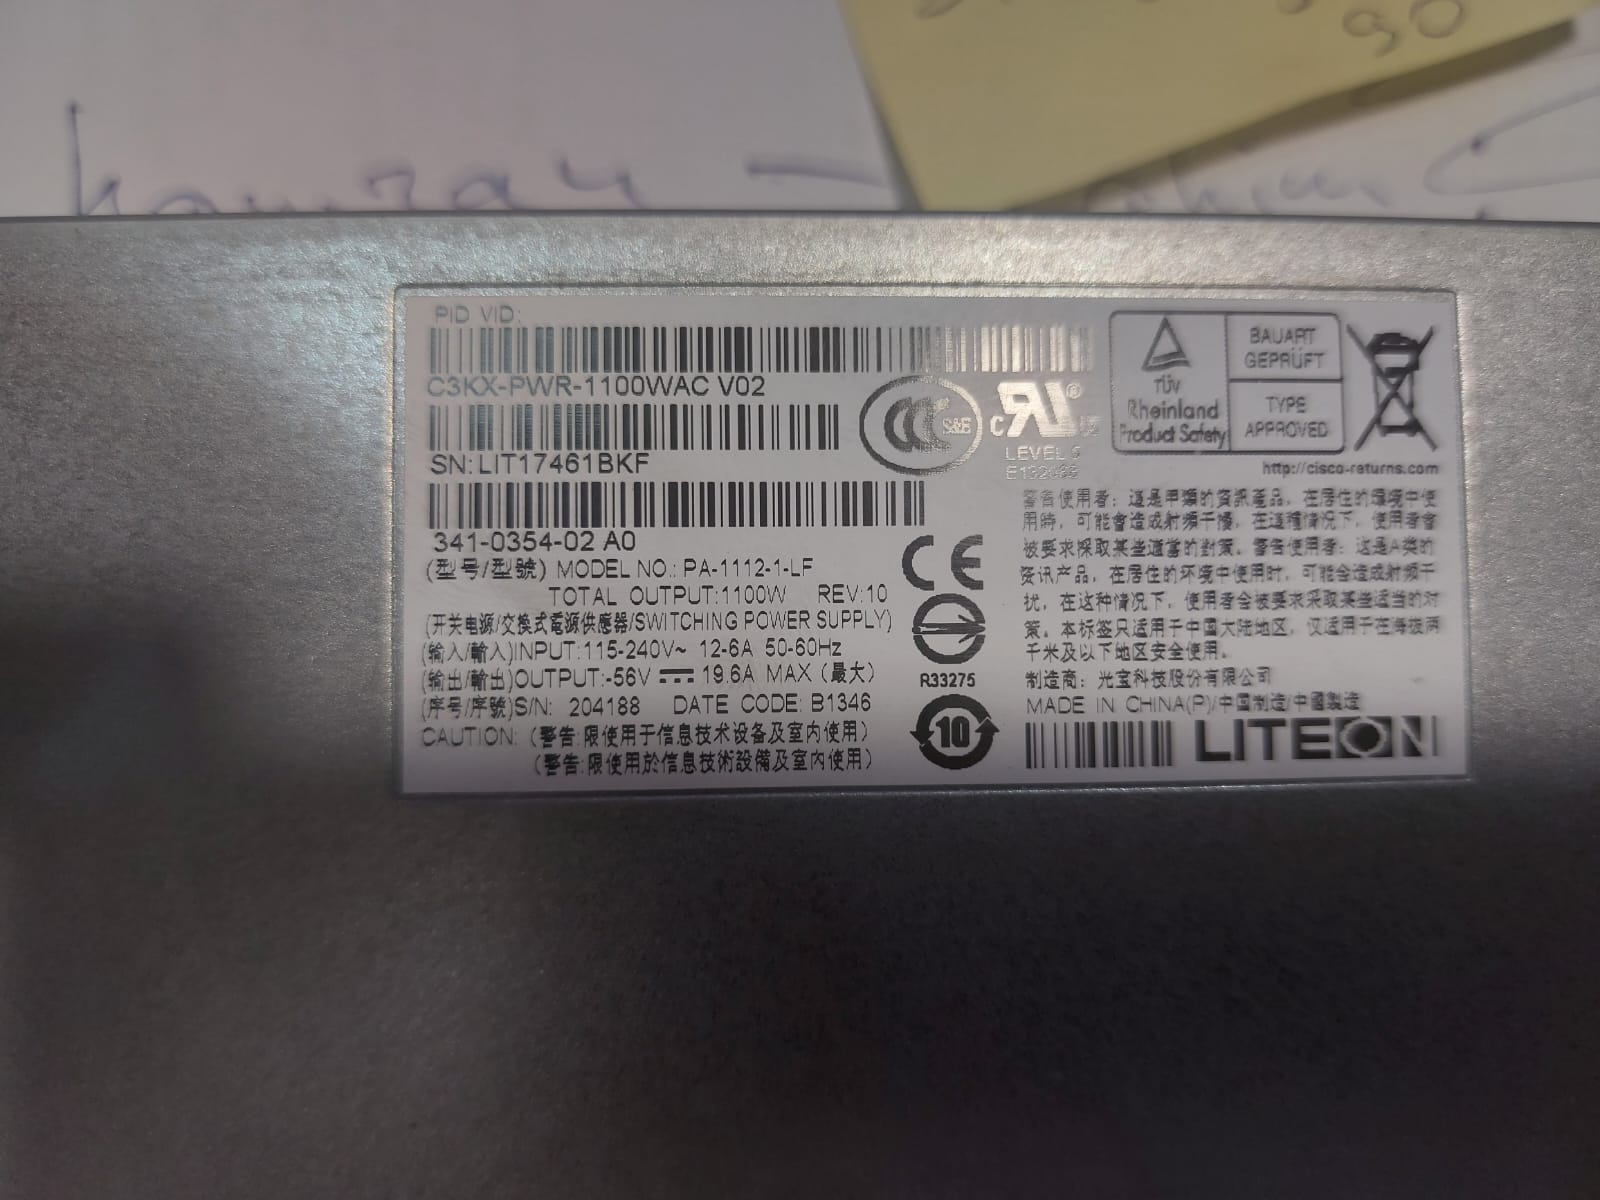 90
PID VID:
C3KX-PWR-1100WAC V02
SN:LIT17461BKF
341-0354-02 A0
(型号/型號) MODEL NO.: PA-1112-1-LF
TOTAL OUTPUT:1100W REV:10
(开关电源/交換式電源供應器/SWITCHING POWER SUPPLY)
(输入/輸入)INPUT:115-240V~ 12-6A 50-60Hz
(输出/輸出)OUTPUT:-56V 19.6A MAX (最大)
(序号/序號)S/N: 204188 DATE CODE: B1346
CAUTION: (警告:限使用于信息技术设备及室内使用)
(警告:限使用於信息技術設備及室內使用)
CCC S&E
c RU ® us
LEVEL 5
CE
R33275
10
TÜV
Rheinland
Product Safety
BAUART
GEPRÜFT
TYPE
APPROVED
http://cisco-returns.com
警告使用者: 這是甲類的資訊產品, 在居住的環境中使
用時, 可能會造成射頻干擾, 在這種情况下, 使用者會
被要求採取某些適當的對策。警告使用者: 这是A类的
资讯产品, 在居住的环境中使用时, 可能会造成射频干
扰, 在这种情况下, 使用者会被要求采取某些适当的对
策。本标签只适用于中国大陆地区, 仅适用于在海拔两
千米及以下地区安全使用。
制造商: 光宝科技股份有限公司
MADE IN CHINA(P)/中国制造/中國製造
LITEON